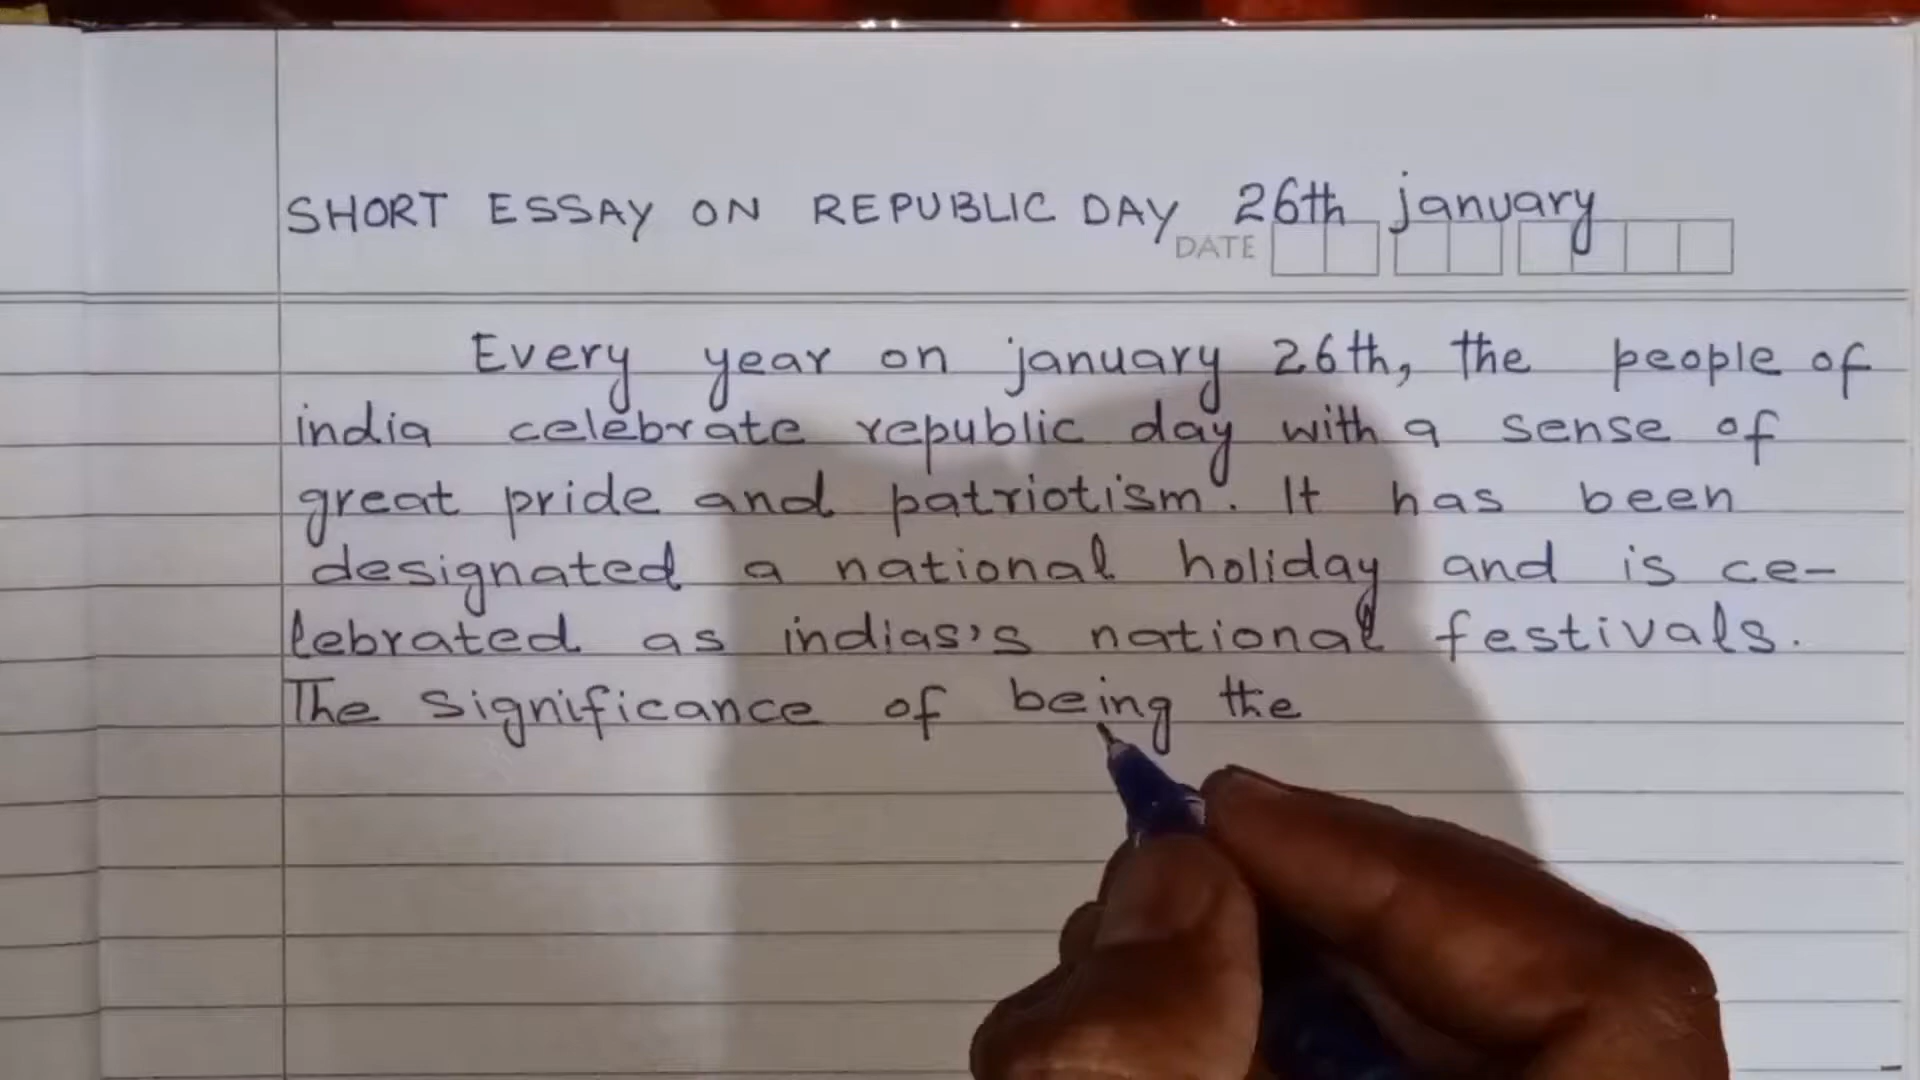 SHORT ESSAY ON REPUBLIC DAY 26th january
DATE
Every year on january 26th, the people of
india celebrate republic day with a sense of
great pride and patriotism. It has been
designated a national holiday and is ce-
lebrated as indias's national festivals.
The significance of being the